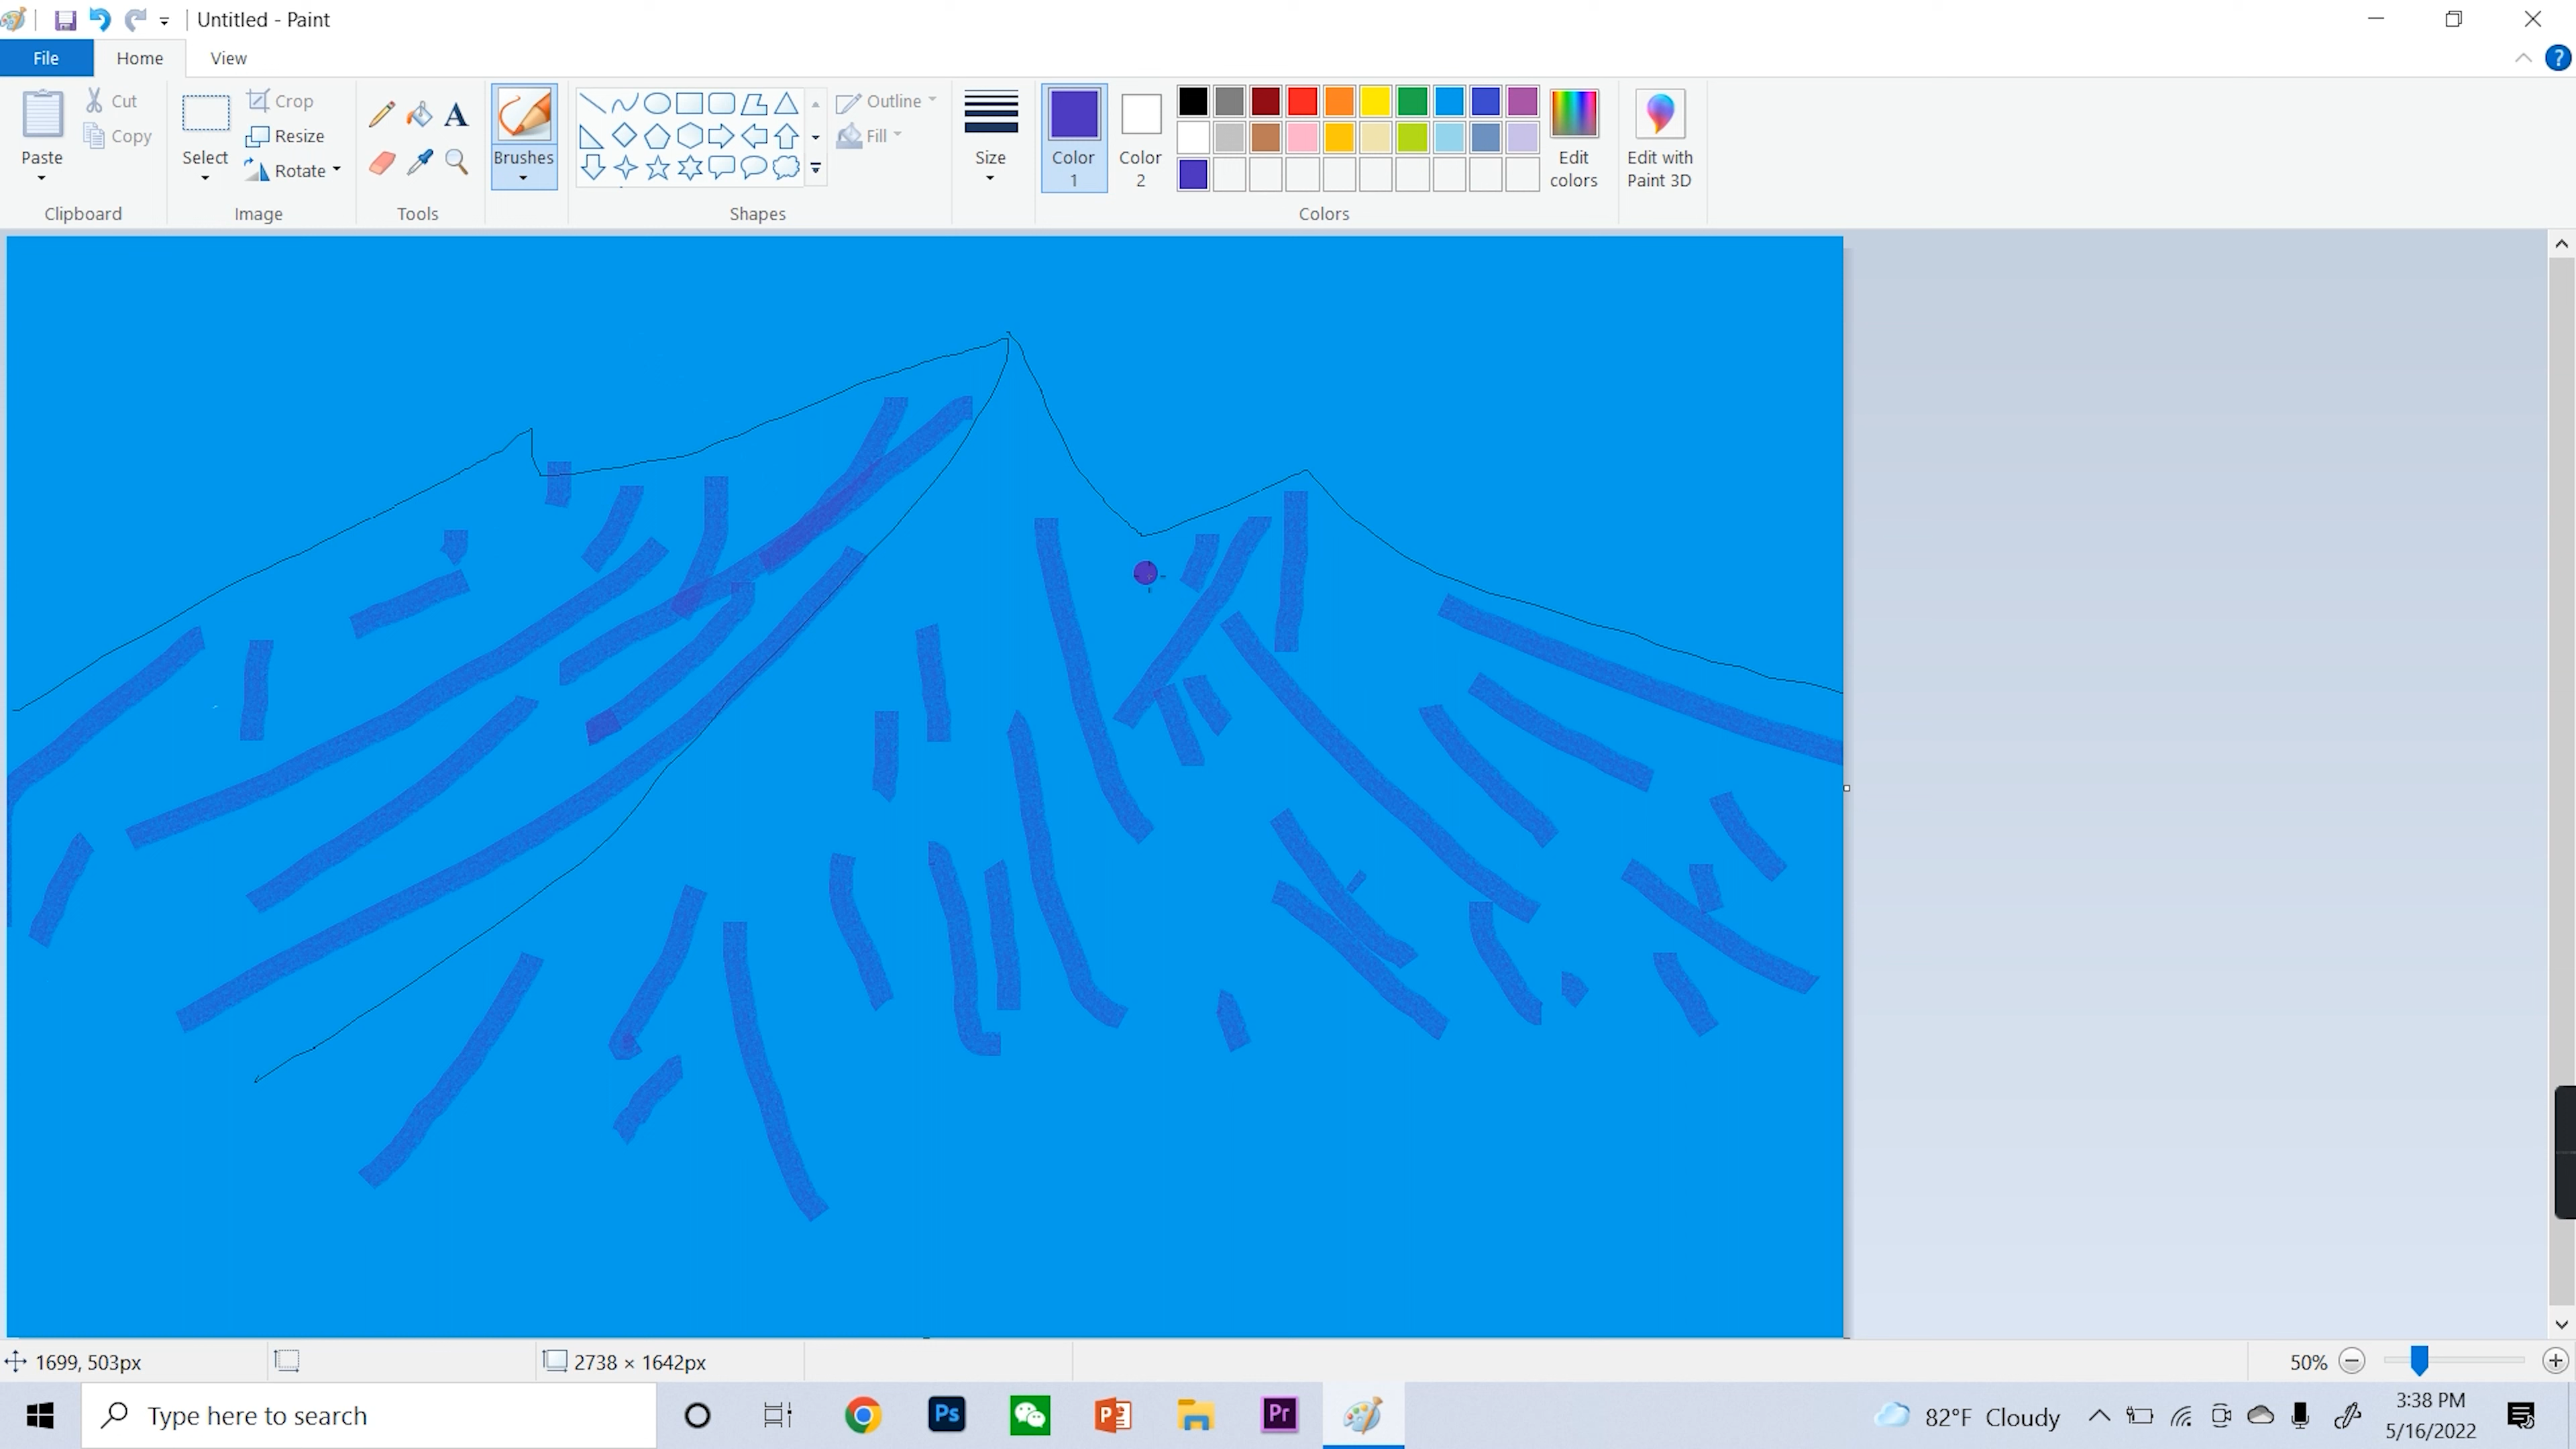 Untitled - Paint
File Home View
Paste
Cut
Copy
Clipboard
Select
Crop
Resize
Rotate
Image
A
Tools
Brushes
Outline
Fill
Shapes
Size
Color 1
Color 2
Edit colors
Colors
Edit with Paint 3D
?
1699, 503px
2738 × 1642px
50%
Type here to search
Ps
P
Pr
82°F Cloudy
3:38 PM
5/16/2022